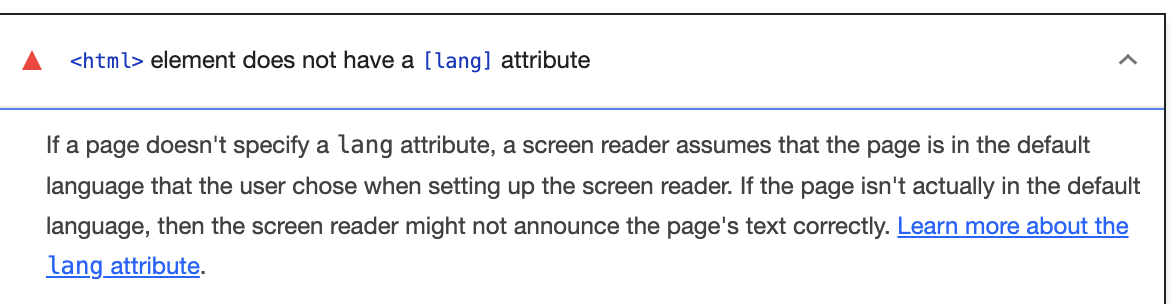 <html> element does not have a [lang] attribute
If a page doesn't specify a lang attribute, a screen reader assumes that the page is in the default
language that the user chose when setting up the screen reader. If the page isn't actually in the default
language, then the screen reader might not announce the page's text correctly. Learn more about the
lang attribute.